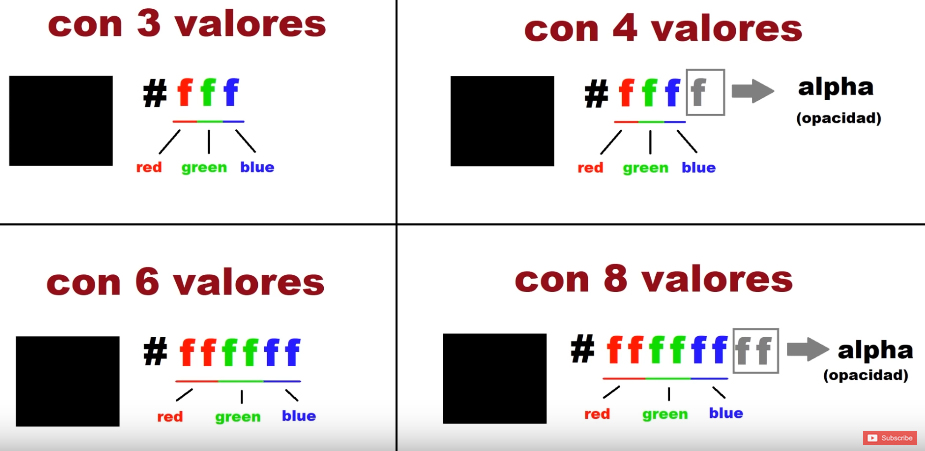 con 3 valores
# f f f
red green blue
con 4 valores
# f f f f alpha
(opacidad)
red green blue
con 6 valores
# f f f f f f
red green blue
con 8 valores
# f f f f f f f f alpha
(opacidad)
red green blue
Subscribe